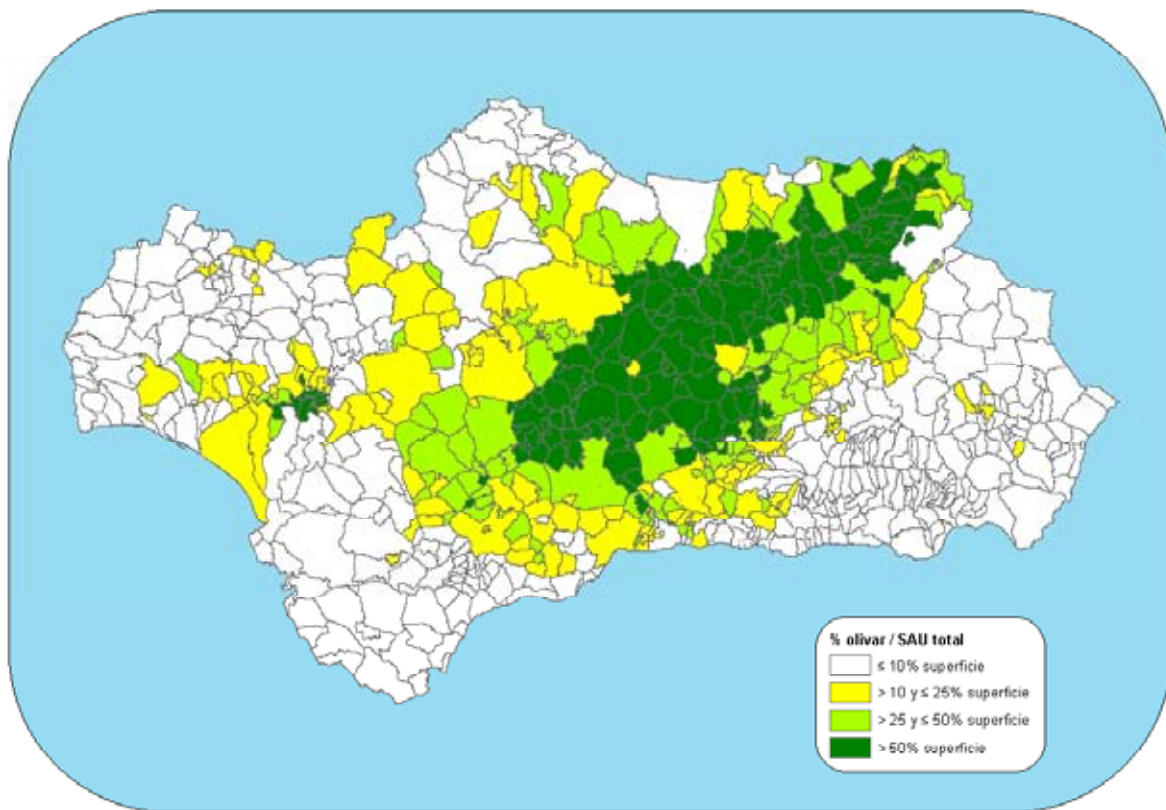 % olivar / SAU total
≤ 10% superficie
> 10 y ≤ 25% superficie
> 25 y ≤ 50% superficie
> 50% superficie